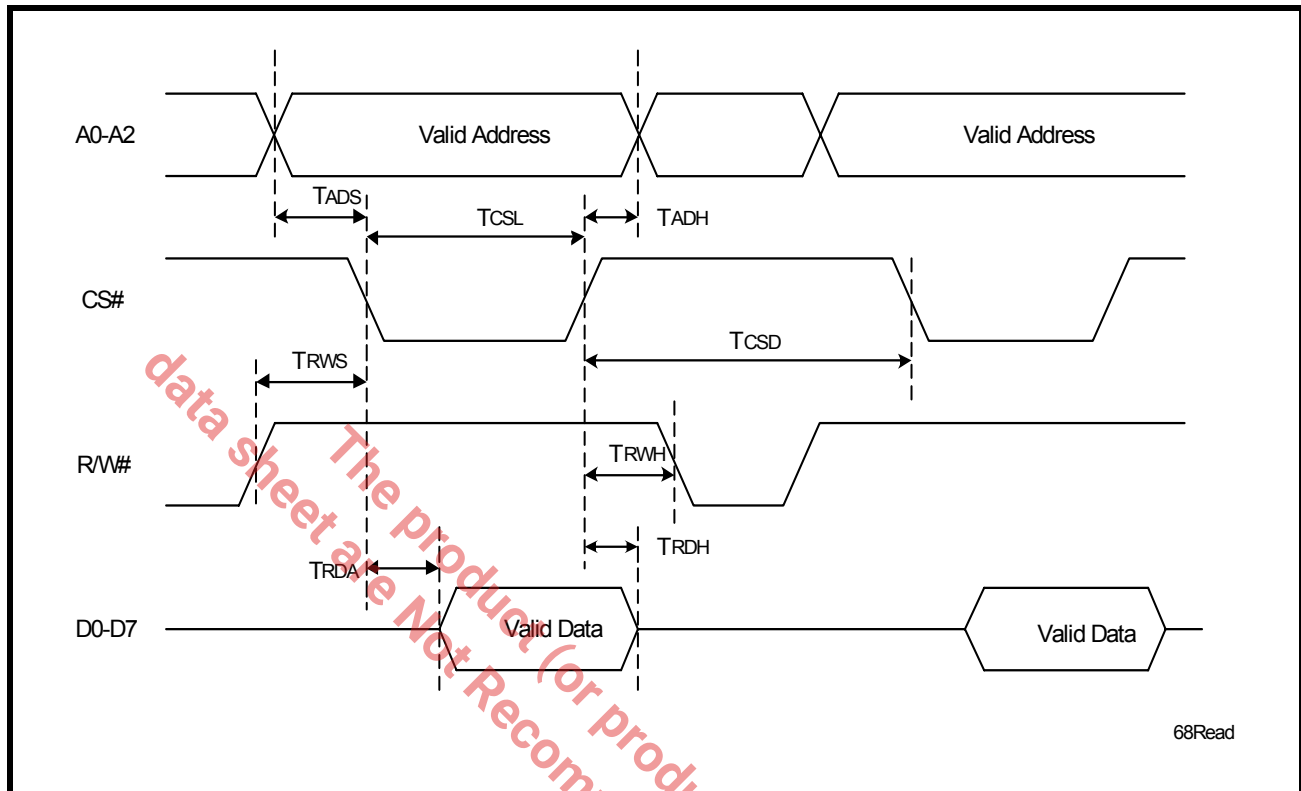 A0-A2
Valid Address
Valid Address
TADS
TCSL
TADH
CS#
TCSD
TRWS
R/W#
TRWH
TRDH
TRDA
D0-D7
Valid Data
Valid Data
68Read
The product (or produ
data sheet are Not Recom